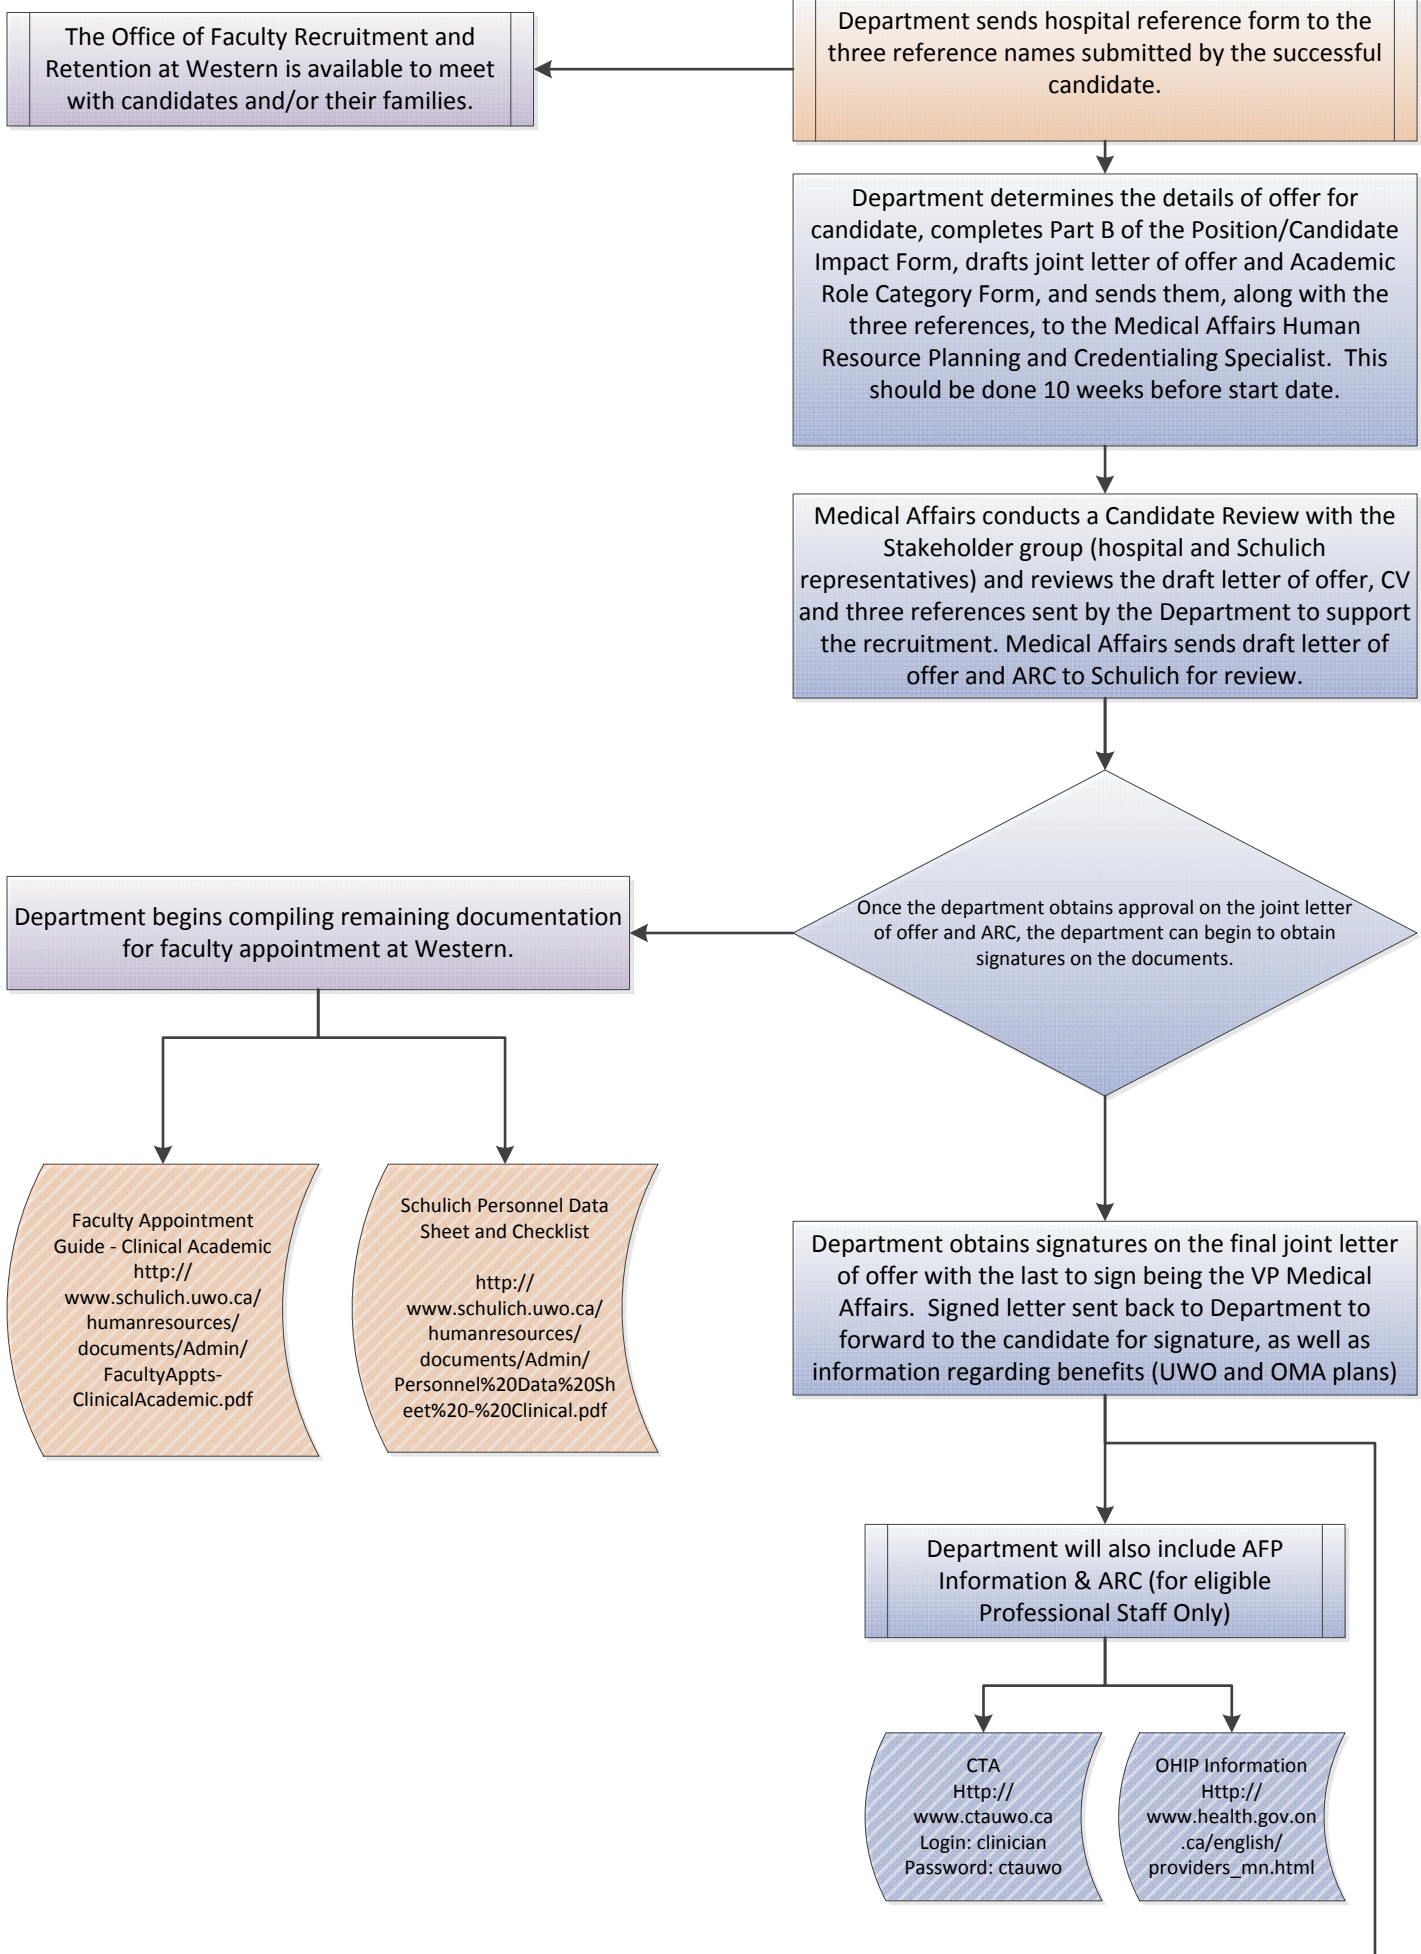 The Office of Faculty Recruitment and
Retention at Western is available to meet
with candidates and/or their families.
Department sends hospital reference form to the
three reference names submitted by the successful
candidate.
Department determines the details of offer for
candidate, completes Part B of the Position/Candidate
Impact Form, drafts joint letter of offer and Academic
Role Category Form, and sends them, along with the
three references, to the Medical Affairs Human
Resource Planning and Credentialing Specialist.  This
should be done 10 weeks before start date.
Medical Affairs conducts a Candidate Review with the
Stakeholder group (hospital and Schulich
representatives) and reviews the draft letter of offer, CV
and three references sent by the Department to support
the recruitment. Medical Affairs sends draft letter of
offer and ARC to Schulich for review.
Once the department obtains approval on the joint letter
of offer and ARC, the department can begin to obtain
signatures on the documents.
Department begins compiling remaining documentation
for faculty appointment at Western.
Faculty Appointment
Guide - Clinical Academic
http://
www.schulich.uwo.ca/
humanresources/
documents/Admin/
FacultyAppts-
ClinicalAcademic.pdf
Schulich Personnel Data
Sheet and Checklist
http://
www.schulich.uwo.ca/
humanresources/
documents/Admin/
Personnel%20Data%20Sh
eet%20-%20Clinical.pdf
Department obtains signatures on the final joint letter
of offer with the last to sign being the VP Medical
Affairs.  Signed letter sent back to Department to
forward to the candidate for signature, as well as
information regarding benefits (UWO and OMA plans)
Department will also include AFP
Information & ARC (for eligible
Professional Staff Only)
CTA
Http://
www.ctauwo.ca
Login: clinician
Password: ctauwo
OHIP Information
Http://
www.health.gov.on
.ca/english/
providers_mn.html